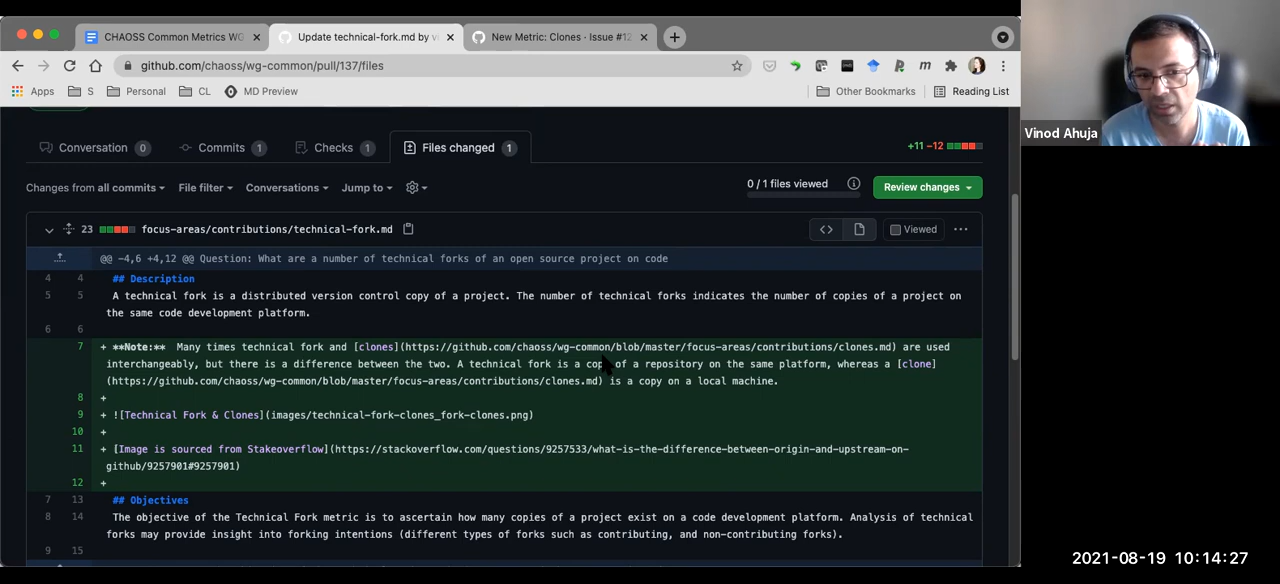 CHAOSS Common Metrics WG
Update technical-fork.md by v
New Metric: Clones · Issue #12
github.com/chaoss/wg-common/pull/137/files
Apps
S
Personal
CL
MD Preview
Other Bookmarks
Reading List
Conversation 0
Commits 1
Checks 1
Files changed 1
+11 −12
Changes from all commits
File filter
Conversations
Jump to
0 / 1 files viewed
Review changes
23 focus-areas/contributions/technical-fork.md
<>
Viewed
@@ -4,6 +4,12 @@ Question: What are a number of technical forks of an open source project on code
4 4 ## Description
5 5 A technical fork is a distributed version control copy of a project. The number of technical forks indicates the number of copies of a project on
the same code development platform.
6 6
7 + **Note:** Many times technical fork and [clones](https://github.com/chaoss/wg-common/blob/master/focus-areas/contributions/clones.md) are used
interchangeably, but there is a difference between the two. A technical fork is a copy of a repository on the same platform, whereas a [clone]
(https://github.com/chaoss/wg-common/blob/master/focus-areas/contributions/clones.md) is a copy on a local machine.
8 +
9 + ![Technical Fork & Clones](images/technical-fork-clones_fork-clones.png)
10 +
11 + [Image is sourced from Stakeoverflow](https://stackoverflow.com/questions/9257533/what-is-the-difference-between-origin-and-upstream-on-
github/9257901#9257901)
12 +
7 13 ## Objectives
8 14 The objective of the Technical Fork metric is to ascertain how many copies of a project exist on a code development platform. Analysis of technical
forks may provide insight into forking intentions (different types of forks such as contributing, and non-contributing forks).
9 15
Vinod Ahuja
2021-08-19 10:14:27